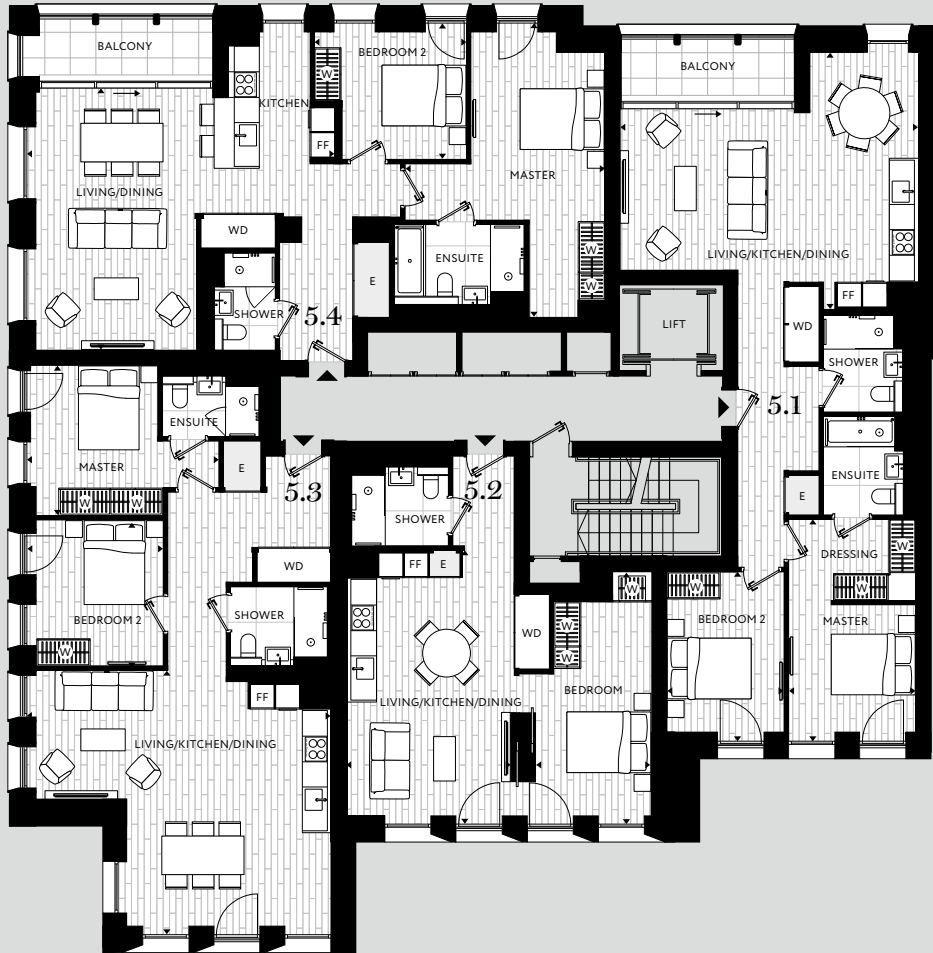 BALCONY
BEDROOM 2
W
KITCHEN
FF
LIVING/DINING
MASTER
WD
ENSUITE
W
W
E
SHOWER
5.4
BALCONY
LIVING/KITCHEN/DINING
FF
LIFT
WD
SHOWER
5.1
ENSUITE
E
DRESSING
W
W
BEDROOM 2
W
MASTER
ENSUITE
MASTER
E
W
W
5.3
WD
BEDROOM 2
W
SHOWER
FF
LIVING/KITCHEN/DINING
5.2
SHOWER
FF
E
WD
W
W
W
BEDROOM
LIVING/KITCHEN/DINING